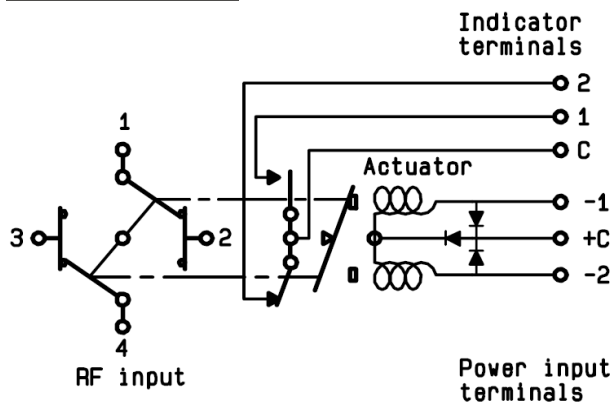 Indicator
terminals
2
1
C
1
Actuator
-1
3
2
+C
-2
4
RF input
Power input
terminals